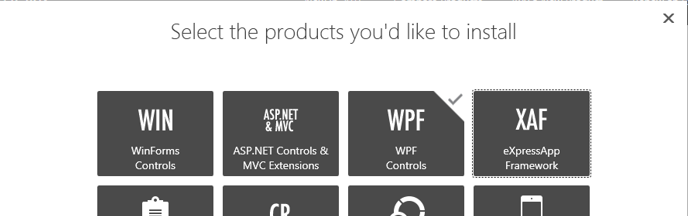 Select the products you'd like to install
WIN
WinForms
Controls
ASP.NET
& MVC
ASP.NET Controls &
MVC Extensions
WPF
WPF
Controls
XAF
eXpressApp
Framework
CR